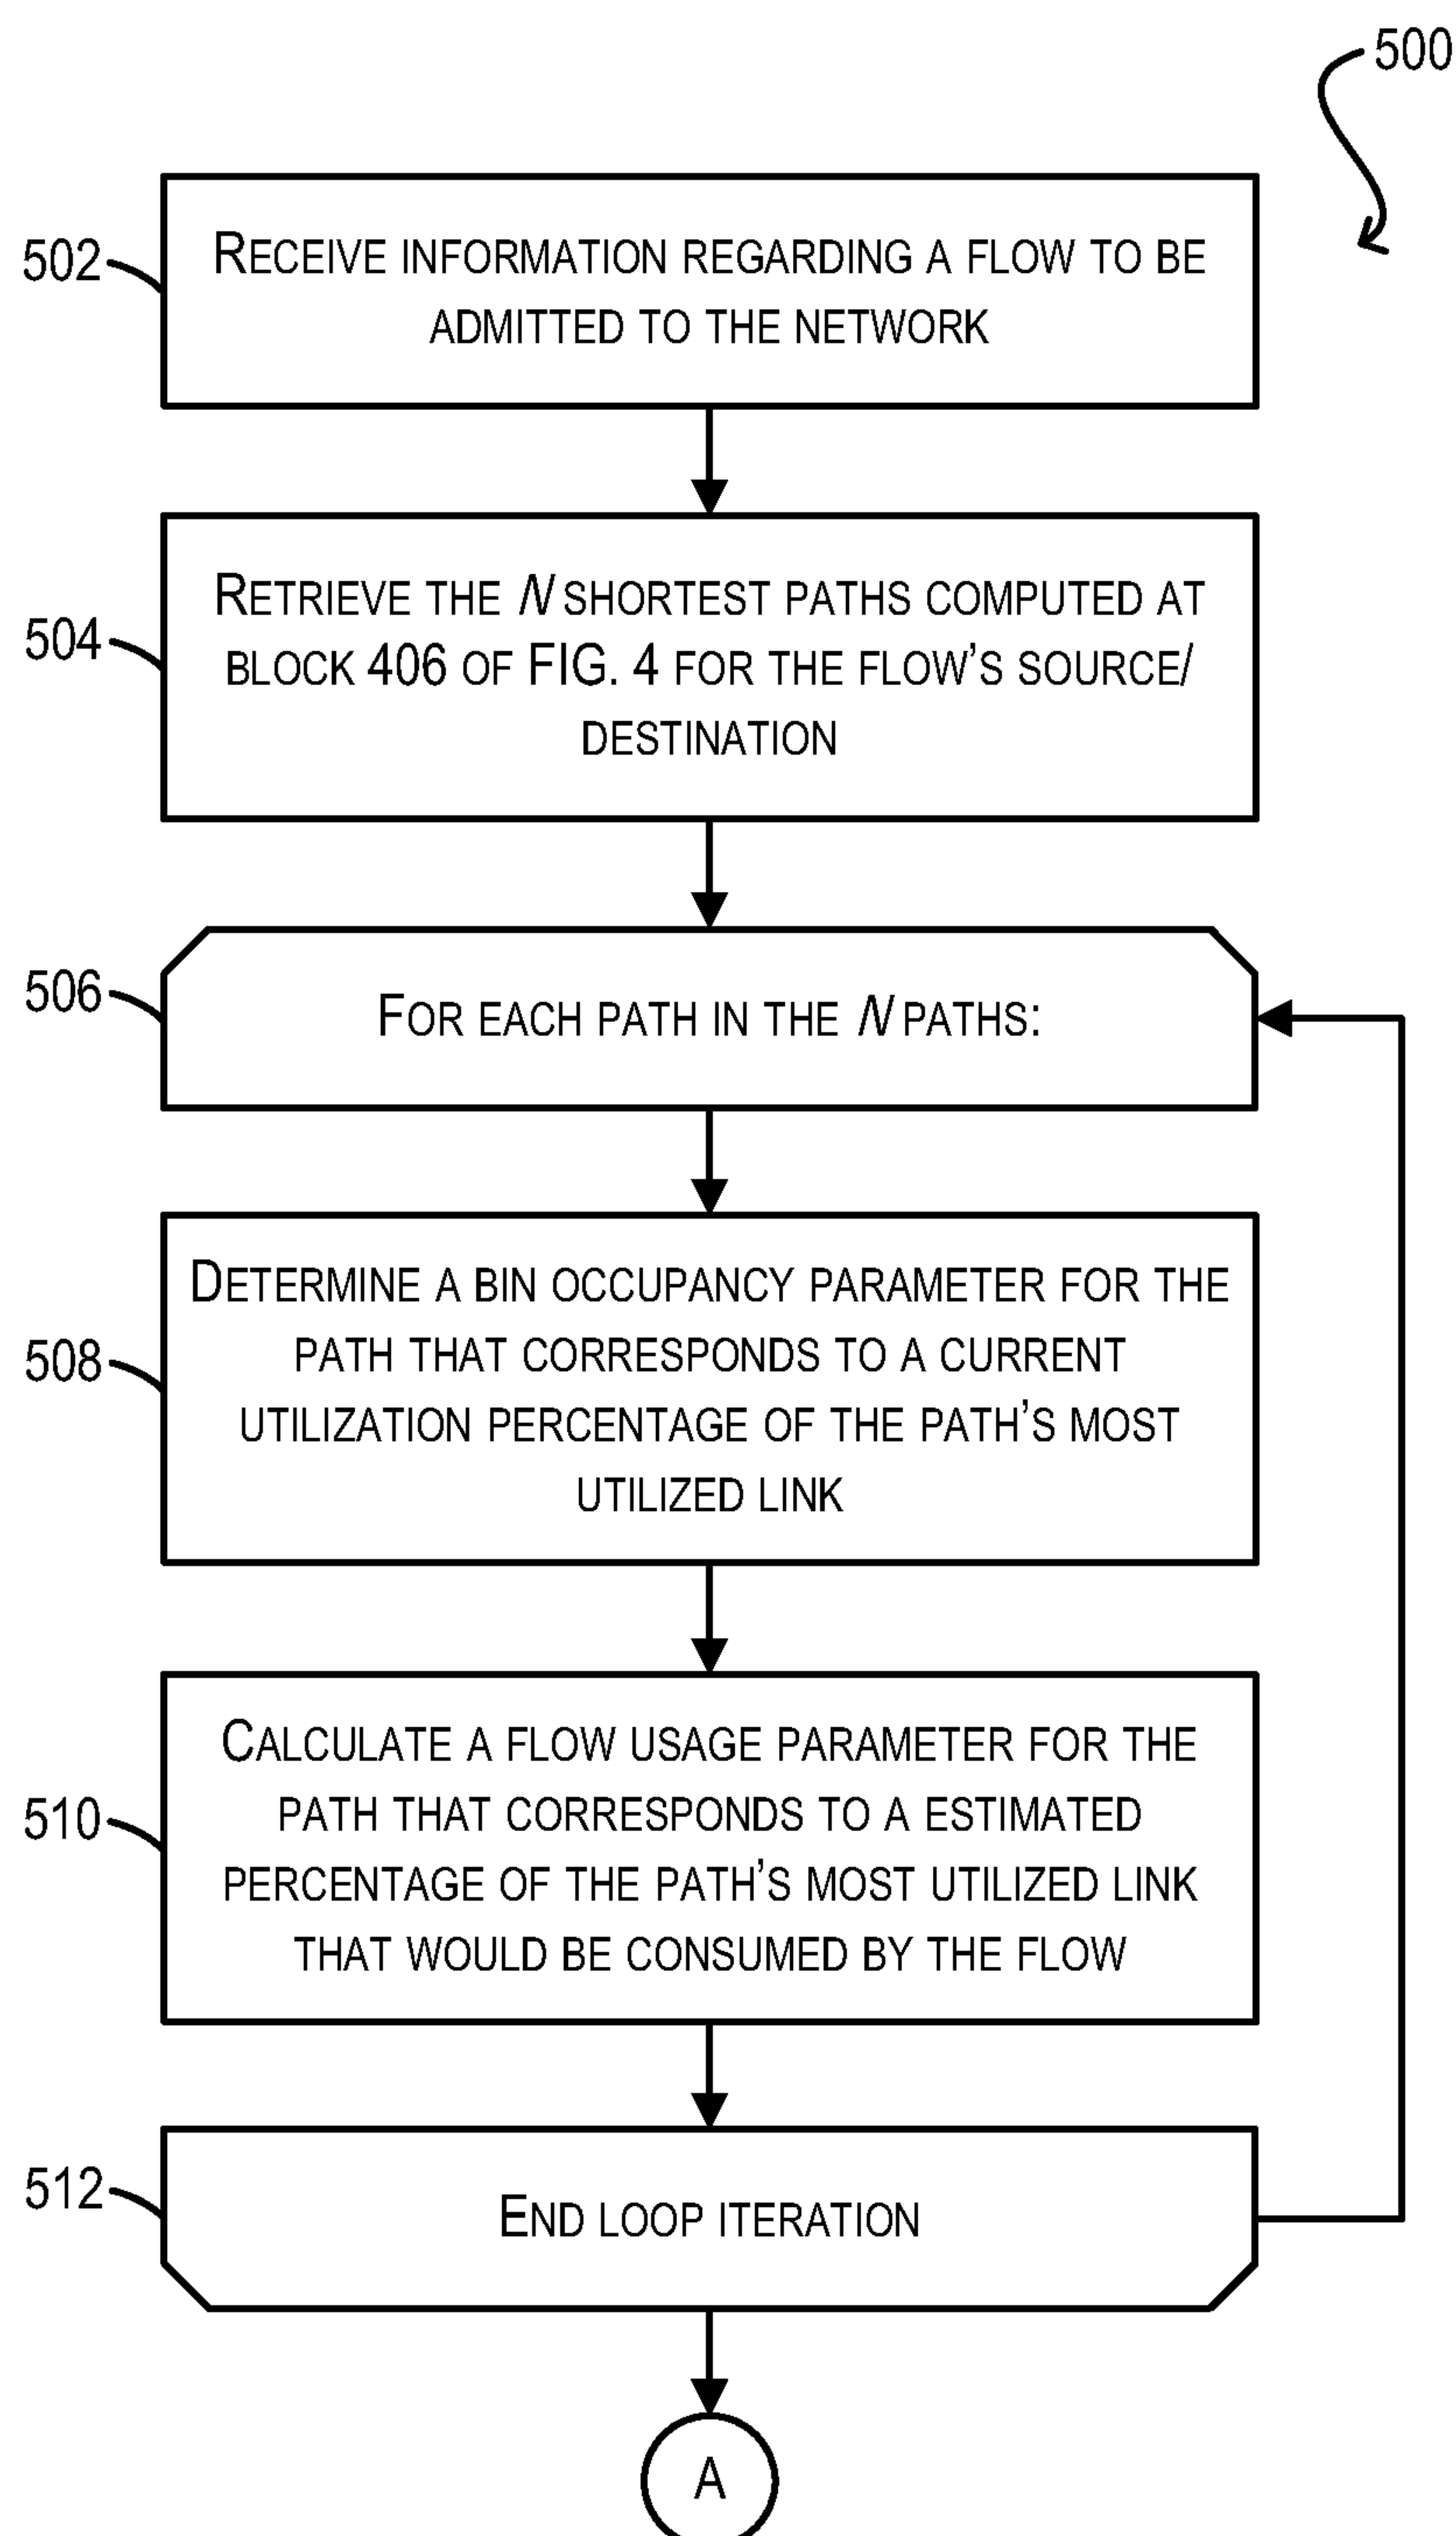 500
502
RECEIVE INFORMATION REGARDING A FLOW TO BE
ADMITTED TO THE NETWORK
504
RETRIEVE THE N SHORTEST PATHS COMPUTED AT
BLOCK 406 OF FIG. 4 FOR THE FLOW'S SOURCE/
DESTINATION
506
FOR EACH PATH IN THE N PATHS:
508
DETERMINE A BIN OCCUPANCY PARAMETER FOR THE
PATH THAT CORRESPONDS TO A CURRENT
UTILIZATION PERCENTAGE OF THE PATH'S MOST
UTILIZED LINK
510
CALCULATE A FLOW USAGE PARAMETER FOR THE
PATH THAT CORRESPONDS TO A ESTIMATED
PERCENTAGE OF THE PATH'S MOST UTILIZED LINK
THAT WOULD BE CONSUMED BY THE FLOW
512
END LOOP ITERATION
A